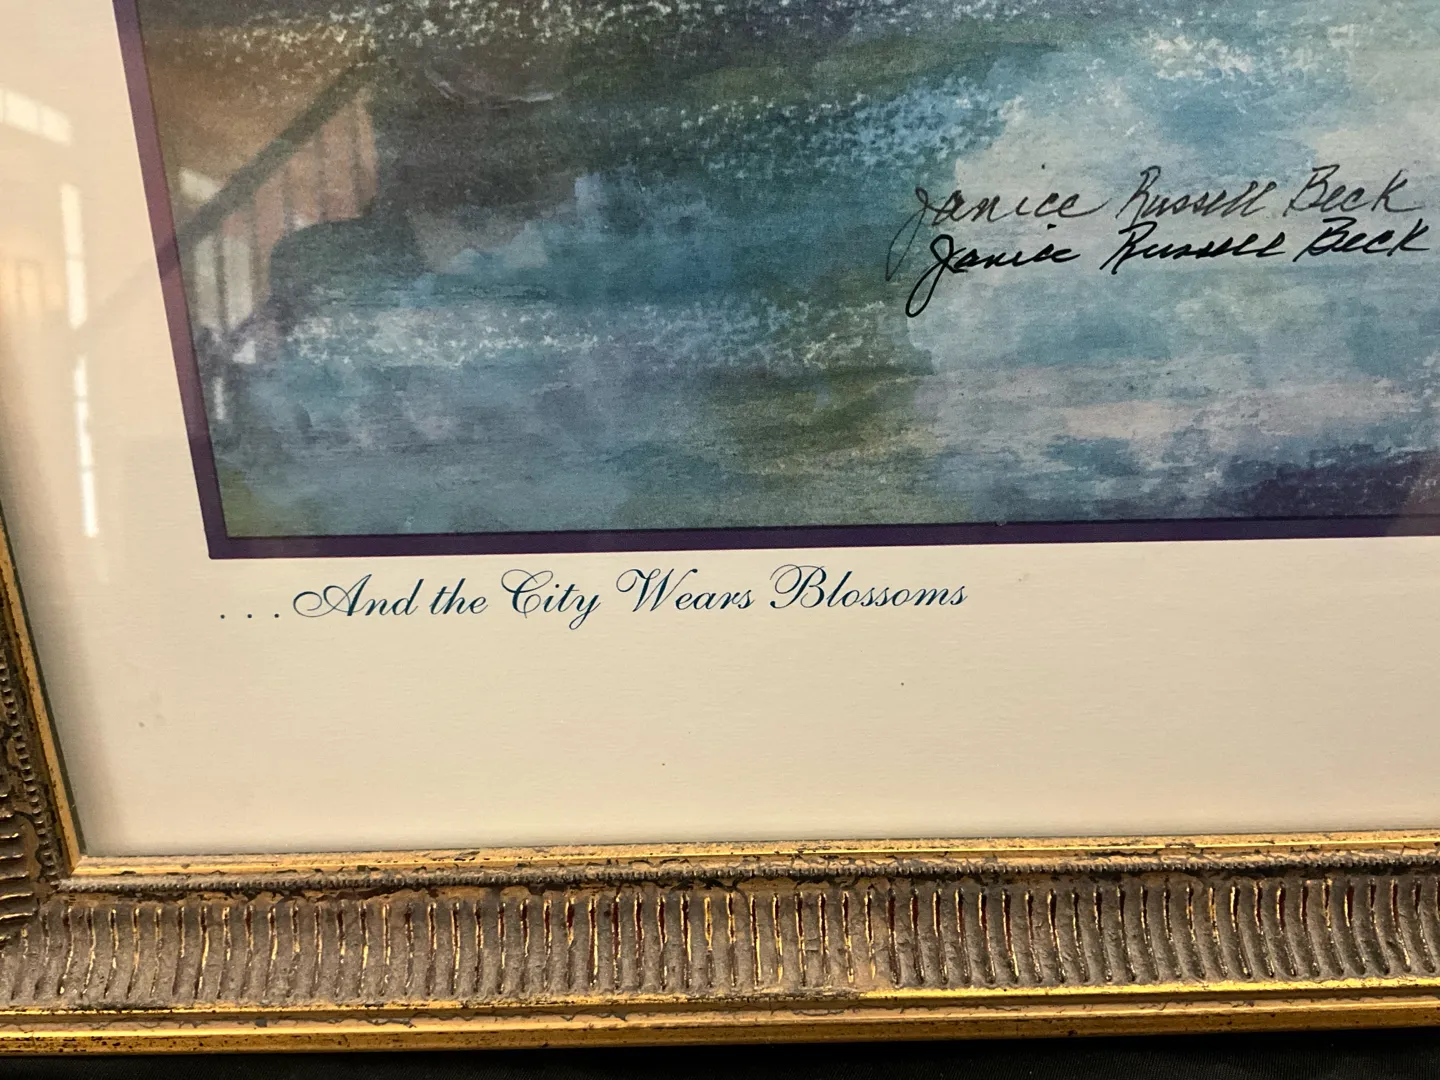 Janice Russell Beck
Janice Russell Beck
. . . And the City Wears Blossoms